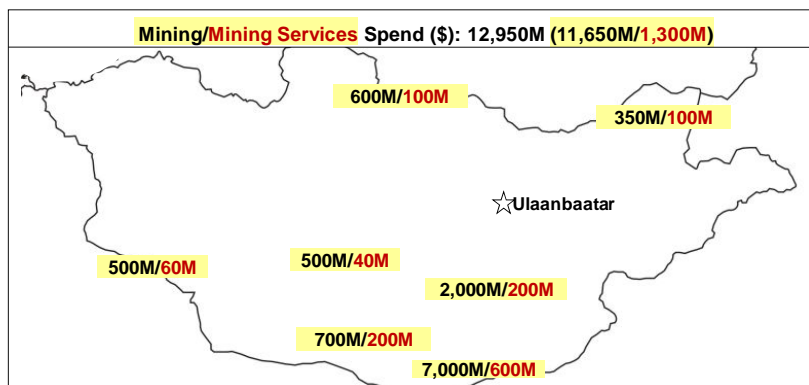 Mining/Mining Services Spend ($): 12,950M (11,650M/1,300M)
600M/100M
350M/100M
Ulaanbaatar
500M/60M
500M/40M
2,000M/200M
700M/200M
7,000M/600M